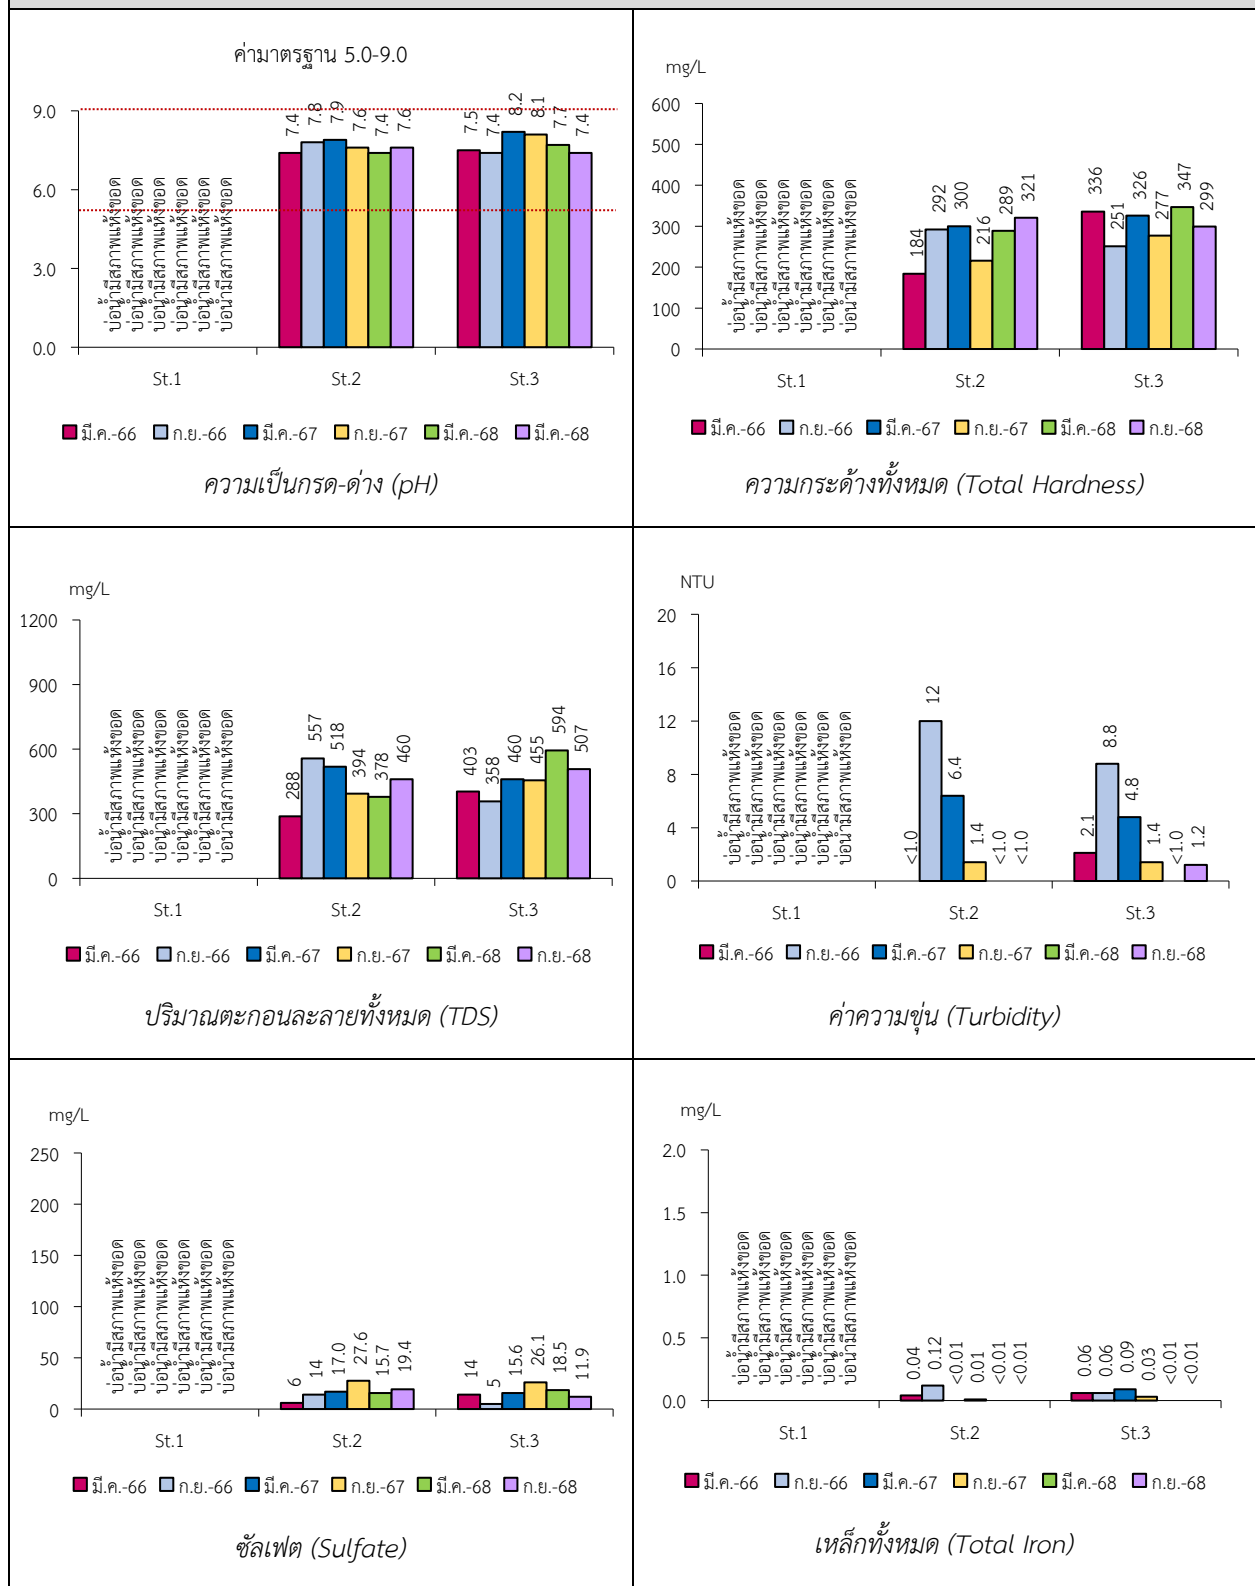 ค่ามาตรฐาน 5.0-9.0
9.0
6.0
3.0
0.0
บ่อน้ำมีสภาพแห้งขอด
บ่อน้ำมีสภาพแห้งขอด
บ่อน้ำมีสภาพแห้งขอด
บ่อน้ำมีสภาพแห้งขอด
บ่อน้ำมีสภาพแห้งขอด
บ่อน้ำมีสภาพแห้งขอด
7.4 7.8 7.9 7.6 7.4 7.6
7.5 7.4 8.2 8.1 7.7 7.4
St.1 St.2 St.3
มี.ค.-66 ก.ย.-66 มี.ค.-67 ก.ย.-67 มี.ค.-68 มี.ค.-68
ความเป็นกรด-ด่าง (pH)
mg/L
600
500
400
300
200
100
0
บ่อน้ำมีสภาพแห้งขอด
บ่อน้ำมีสภาพแห้งขอด
บ่อน้ำมีสภาพแห้งขอด
บ่อน้ำมีสภาพแห้งขอด
บ่อน้ำมีสภาพแห้งขอด
บ่อน้ำมีสภาพแห้งขอด
184 292 300 216 289 321
336 251 326 277 347 299
St.1 St.2 St.3
มี.ค.-66 ก.ย.-66 มี.ค.-67 ก.ย.-67 มี.ค.-68 ก.ย.-68
ความกระด้างทั้งหมด (Total Hardness)
mg/L
1200
900
600
300
0
บ่อน้ำมีสภาพแห้งขอด
บ่อน้ำมีสภาพแห้งขอด
บ่อน้ำมีสภาพแห้งขอด
บ่อน้ำมีสภาพแห้งขอด
บ่อน้ำมีสภาพแห้งขอด
บ่อน้ำมีสภาพแห้งขอด
288 557 518 394 378 460
403 358 460 455 594 507
St.1 St.2 St.3
มี.ค.-66 ก.ย.-66 มี.ค.-67 ก.ย.-67 มี.ค.-68 ก.ย.-68
ปริมาณตะกอนละลายทั้งหมด (TDS)
NTU
20
16
12
8
4
0
บ่อน้ำมีสภาพแห้งขอด
บ่อน้ำมีสภาพแห้งขอด
บ่อน้ำมีสภาพแห้งขอด
บ่อน้ำมีสภาพแห้งขอด
บ่อน้ำมีสภาพแห้งขอด
บ่อน้ำมีสภาพแห้งขอด
<1.0 12 6.4 1.4 <1.0 <1.0
2.1 8.8 4.8 1.4 <1.0 1.2
St.1 St.2 St.3
มี.ค.-66 ก.ย.-66 มี.ค.-67 ก.ย.-67 มี.ค.-68 ก.ย.-68
ค่าความขุ่น (Turbidity)
mg/L
250
200
150
100
50
0
บ่อน้ำมีสภาพแห้งขอด
บ่อน้ำมีสภาพแห้งขอด
บ่อน้ำมีสภาพแห้งขอด
บ่อน้ำมีสภาพแห้งขอด
บ่อน้ำมีสภาพแห้งขอด
บ่อน้ำมีสภาพแห้งขอด
6 14 17.0 27.6 15.7 19.4
14 5 15.6 26.1 18.5 11.9
St.1 St.2 St.3
มี.ค.-66 ก.ย.-66 มี.ค.-67 ก.ย.-67 มี.ค.-68 ก.ย.-68
ซัลเฟต (Sulfate)
mg/L
2.0
1.5
1.0
0.5
0.0
บ่อน้ำมีสภาพแห้งขอด
บ่อน้ำมีสภาพแห้งขอด
บ่อน้ำมีสภาพแห้งขอด
บ่อน้ำมีสภาพแห้งขอด
บ่อน้ำมีสภาพแห้งขอด
บ่อน้ำมีสภาพแห้งขอด
0.04 0.12 <0.01 0.01 <0.01 <0.01
0.06 0.06 0.09 0.03 <0.01 <0.01
St.1 St.2 St.3
มี.ค.-66 ก.ย.-66 มี.ค.-67 ก.ย.-67 มี.ค.-68 ก.ย.-68
เหล็กทั้งหมด (Total Iron)